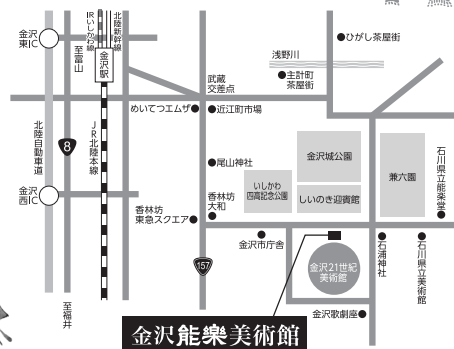 金沢
東IC
至富山
IRいしかわ線
北陸新幹線
金沢駅
武蔵
交差点
浅野川
ひがし茶屋街
主計町
茶屋街
めいてつエムザ
近江町市場
北陸自動車道
8
JR北陸本線
尾山神社
金沢城公園
兼六園
石川県立能楽堂
いしかわ
四高記念公園
しいのき迎賓館
金沢
西IC
香林坊
大和
香林坊
東急スクエア
金沢市庁舎
157
金沢21世紀
美術館
石浦神社
石川県立美術館
至福井
金沢歌劇座
金沢能樂美術館